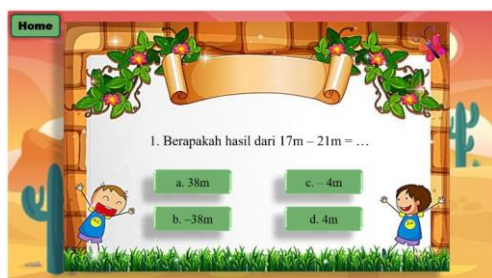 Home
1. Berapakah hasil dari 17m – 21m = …
a. 38m
c. – 4m
b. –38m
d. 4m